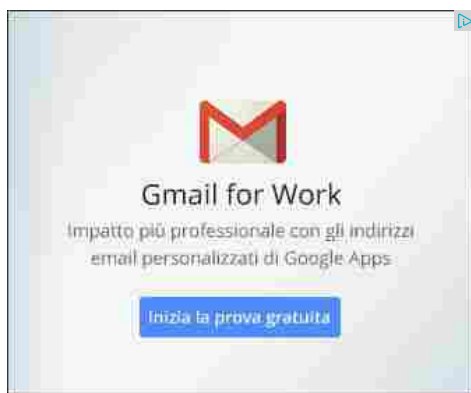 Gmail for Work
Impatto più professionale con gli indirizzi
email personalizzati di Google Apps
Inizia la prova gratuita